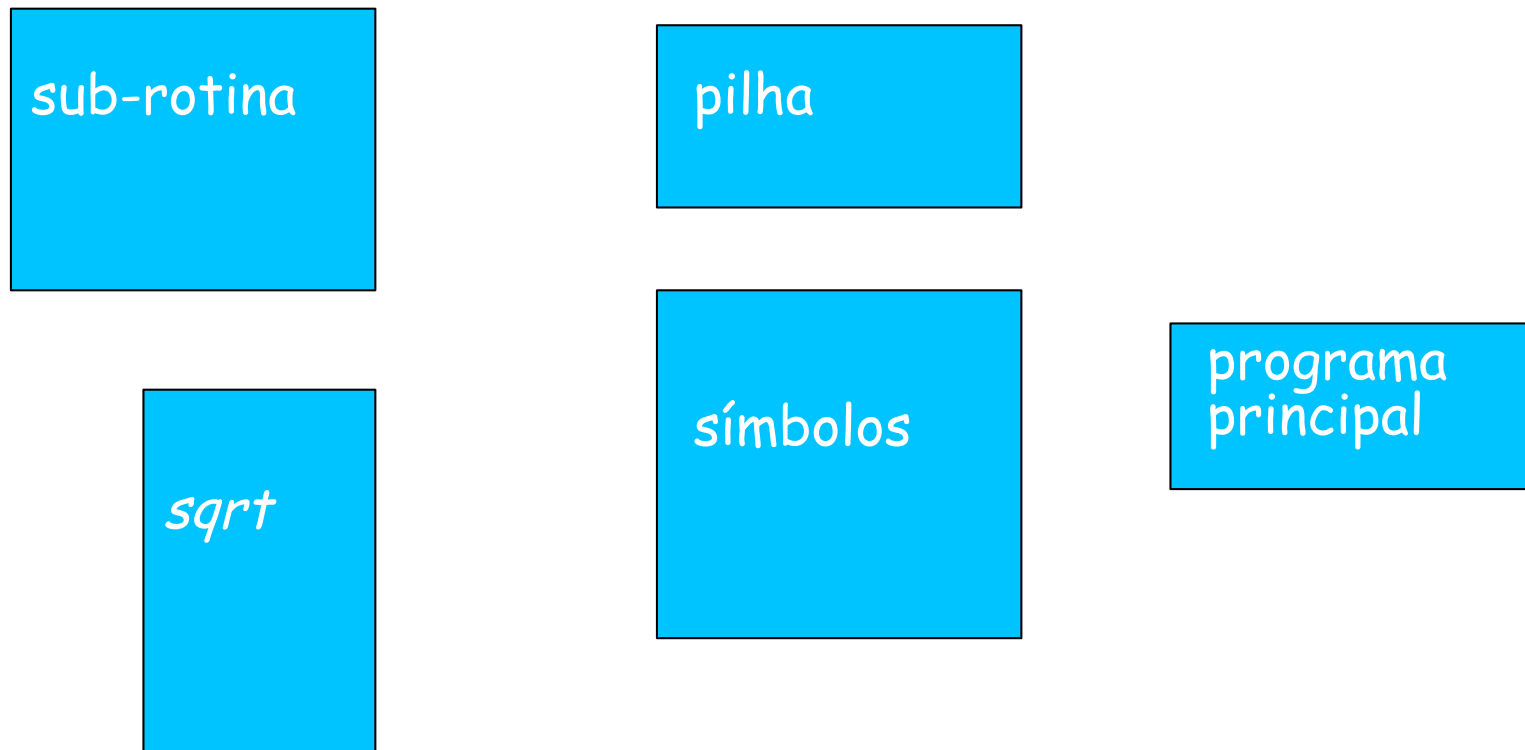 sub-rotina
pilha
símbolos
programa
principal
sqrt